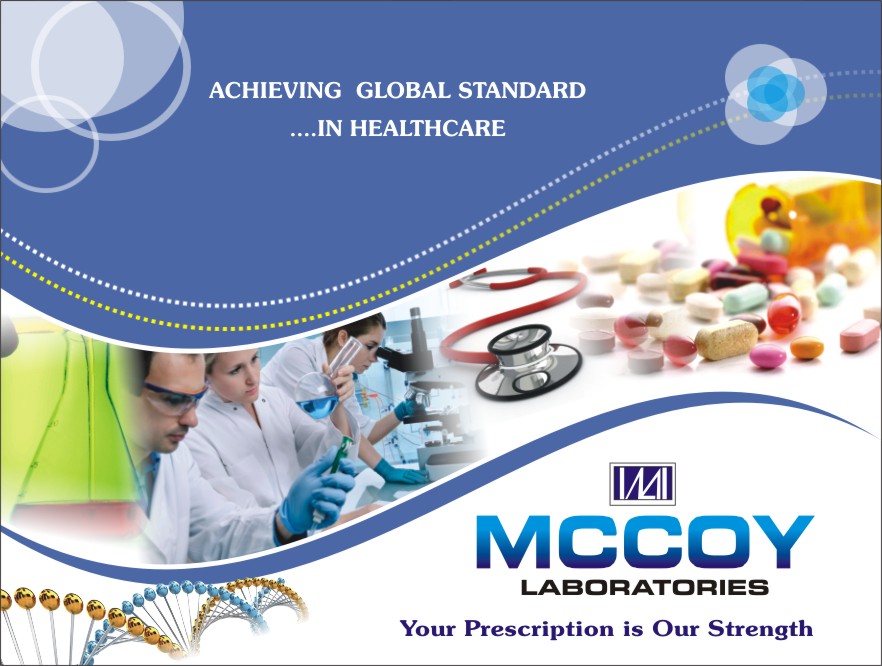 ACHIEVING GLOBAL STANDARD
....IN HEALTHCARE
MCCOY
LABORATORIES
Your Prescription is Our Strength